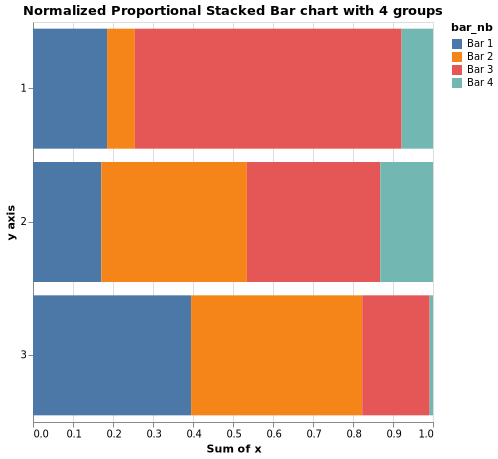 Normalized Proportional Stacked Bar chart with 4 groups
bar_nb
Bar 1
Bar 2
Bar 3
Bar 4
y axis
1
2
3
0.0 0.1 0.2 0.3 0.4 0.5 0.6 0.7 0.8 0.9 1.0
Sum of x